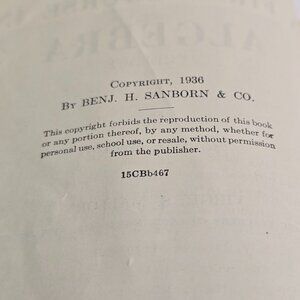 COPYRIGHT, 1936
BY BENJ. H. SANBORN & CO.
This copyright forbids the reproduction of this book
or any portion thereof, by any method, whether for
personal use, school use, or resale, without permission
from the publisher.
15CBb467